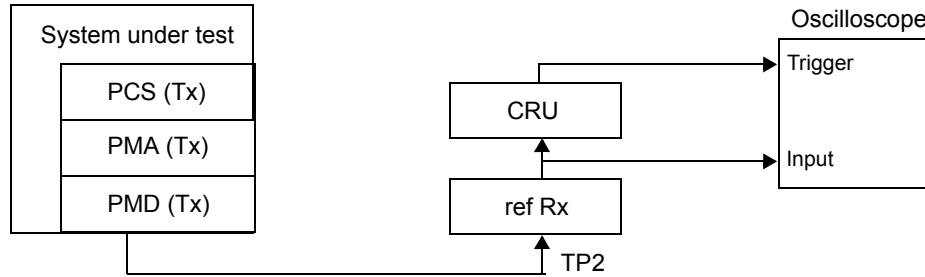 System under test
PCS (Tx)
PMA (Tx)
PMD (Tx)
CRU
ref Rx
TP2
Oscilloscope
Trigger
Input